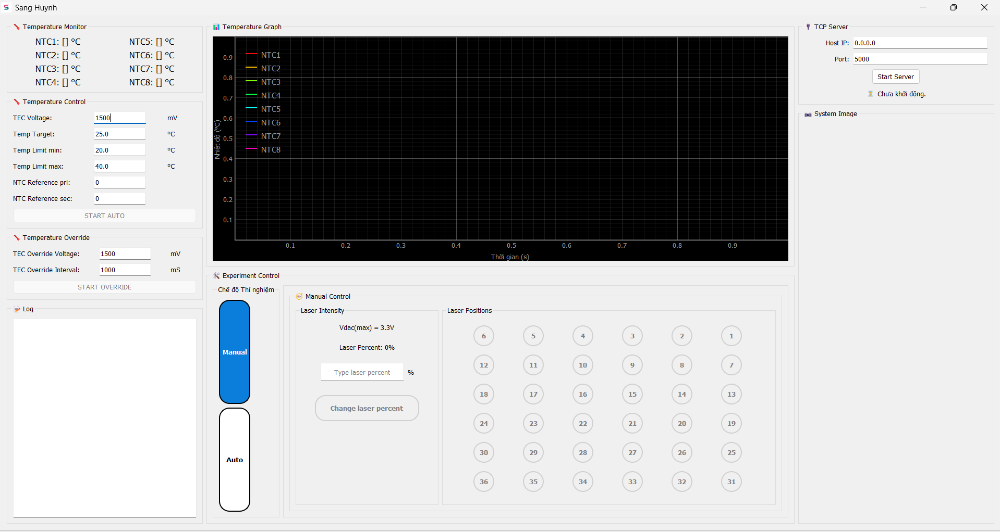 Sang Huynh
Temperature Monitor
NTC1: [] °C NTC5: [] °C
NTC2: [] °C NTC6: [] °C
NTC3: [] °C NTC7: [] °C
NTC4: [] °C NTC8: [] °C
Temperature Control
TEC Voltage: 1500 mV
Temp Target: 25.0 °C
Temp Limit min: 20.0 °C
Temp Limit max: 40.0 °C
NTC Reference pri: 0
NTC Reference sec: 0
START AUTO
Temperature Override
TEC Override Voltage: 1500 mV
TEC Override Interval: 1000 mS
START OVERRIDE
Log
Temperature Graph
NTC1
NTC2
NTC3
NTC4
NTC5
NTC6
NTC7
NTC8
0.9
0.8
0.7
0.6
0.5
0.4
0.3
0.2
0.1
Nhiệt độ (°C)
0.1 0.2 0.3 0.4 0.5 0.6 0.7 0.8 0.9
Thời gian (s)
Experiment Control
Chế độ Thí nghiệm
Manual
Auto
Manual Control
Laser Intensity
Vdac(max) = 3.3V
Laser Percent: 0%
Type laser percent %
Change laser percent
Laser Positions
6 5 4 3 2 1
12 11 10 9 8 7
18 17 16 15 14 13
24 23 22 21 20 19
30 29 28 27 26 25
36 35 34 33 32 31
TCP Server
Host IP: 0.0.0.0
Port: 5000
Start Server
Chưa khởi động.
System Image